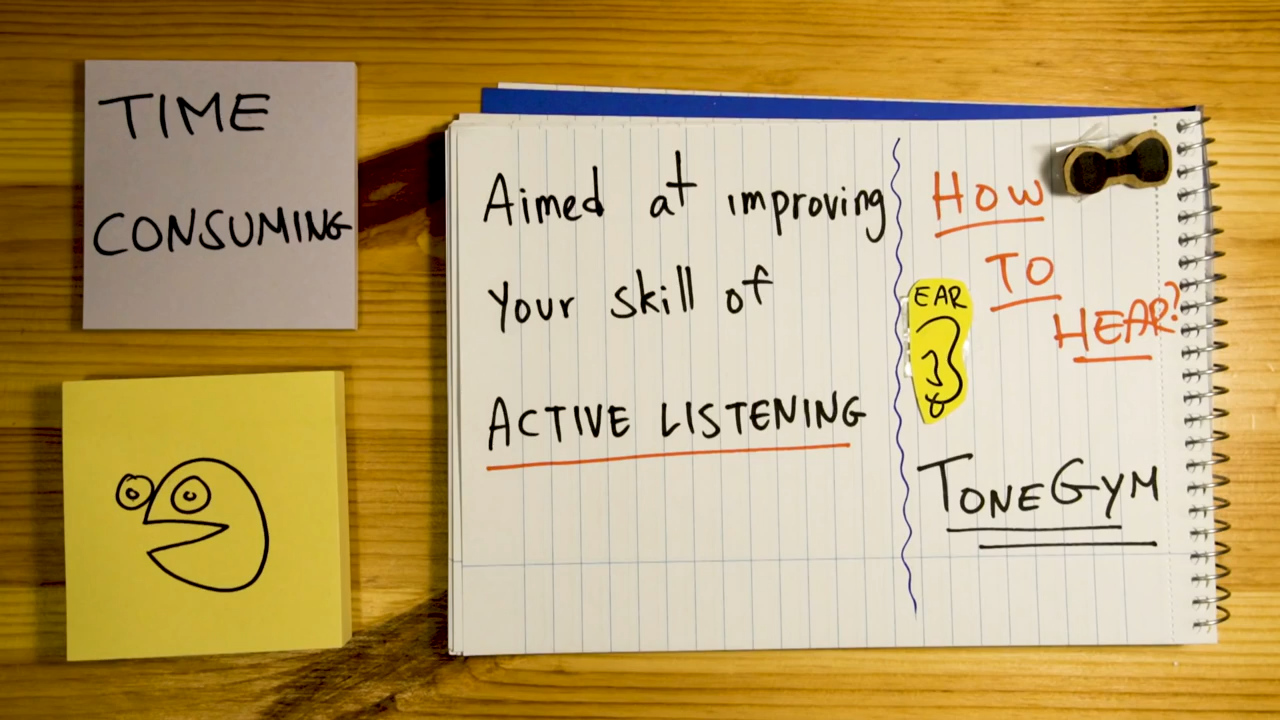 TIME
CONSUMING
Aimed at improving
your skill of
ACTIVE LISTENING
HOW
TO
HEAR?
EAR
TONEGYM